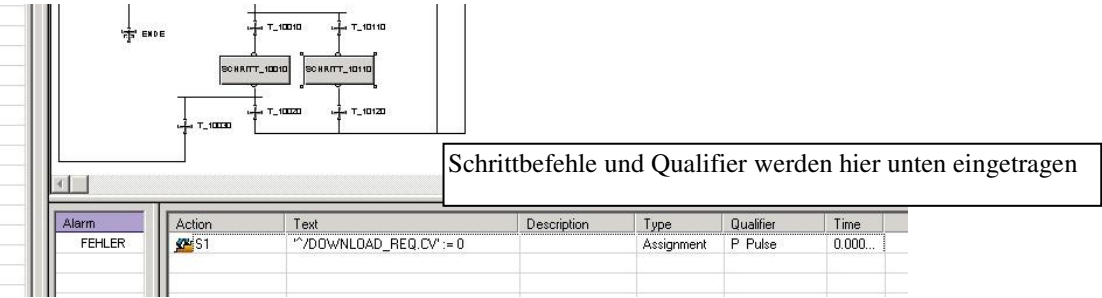 T_10010
T_10110
ENDE
SCHRITT_10010
SCHRITT_10110
T_10020
T_10120
T_10030
Schrittbefehle und Qualifier werden hier unten eingetragen
Alarm
FEHLER
Action Text Description Type Qualifier Time
S1 '^/DOWNLOAD_REQ.CV' := 0 Assignment P Pulse 0.000...